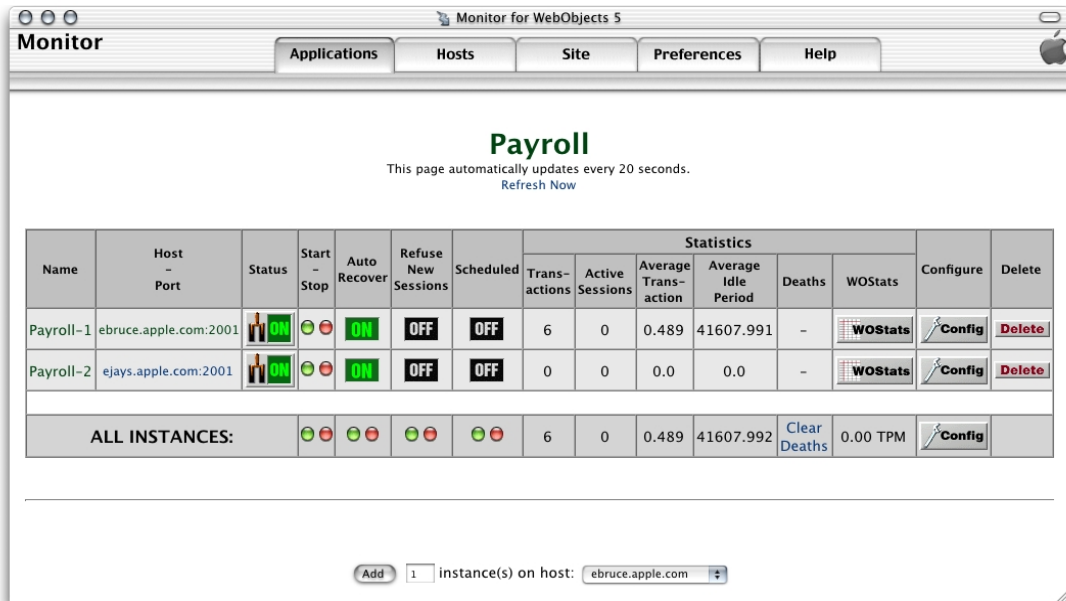 Monitor for WebObjects 5
Monitor
Applications Hosts Site Preferences Help
Payroll
This page automatically updates every 20 seconds.
Refresh Now
Name Host – Port Status Start – Stop Auto Recover Refuse New Sessions Scheduled Statistics Configure Delete
Trans-actions Active Sessions Average Trans-action Average Idle Period Deaths WOStats
Payroll-1 ebruce.apple.com:2001 ON ON OFF OFF 6 0 0.489 41607.991 – WOStats Config Delete
Payroll-2 ejays.apple.com:2001 ON ON OFF OFF 0 0 0.0 0.0 – WOStats Config Delete
ALL INSTANCES: 6 0 0.489 41607.992 Clear Deaths 0.00 TPM Config
Add 1 instance(s) on host: ebruce.apple.com